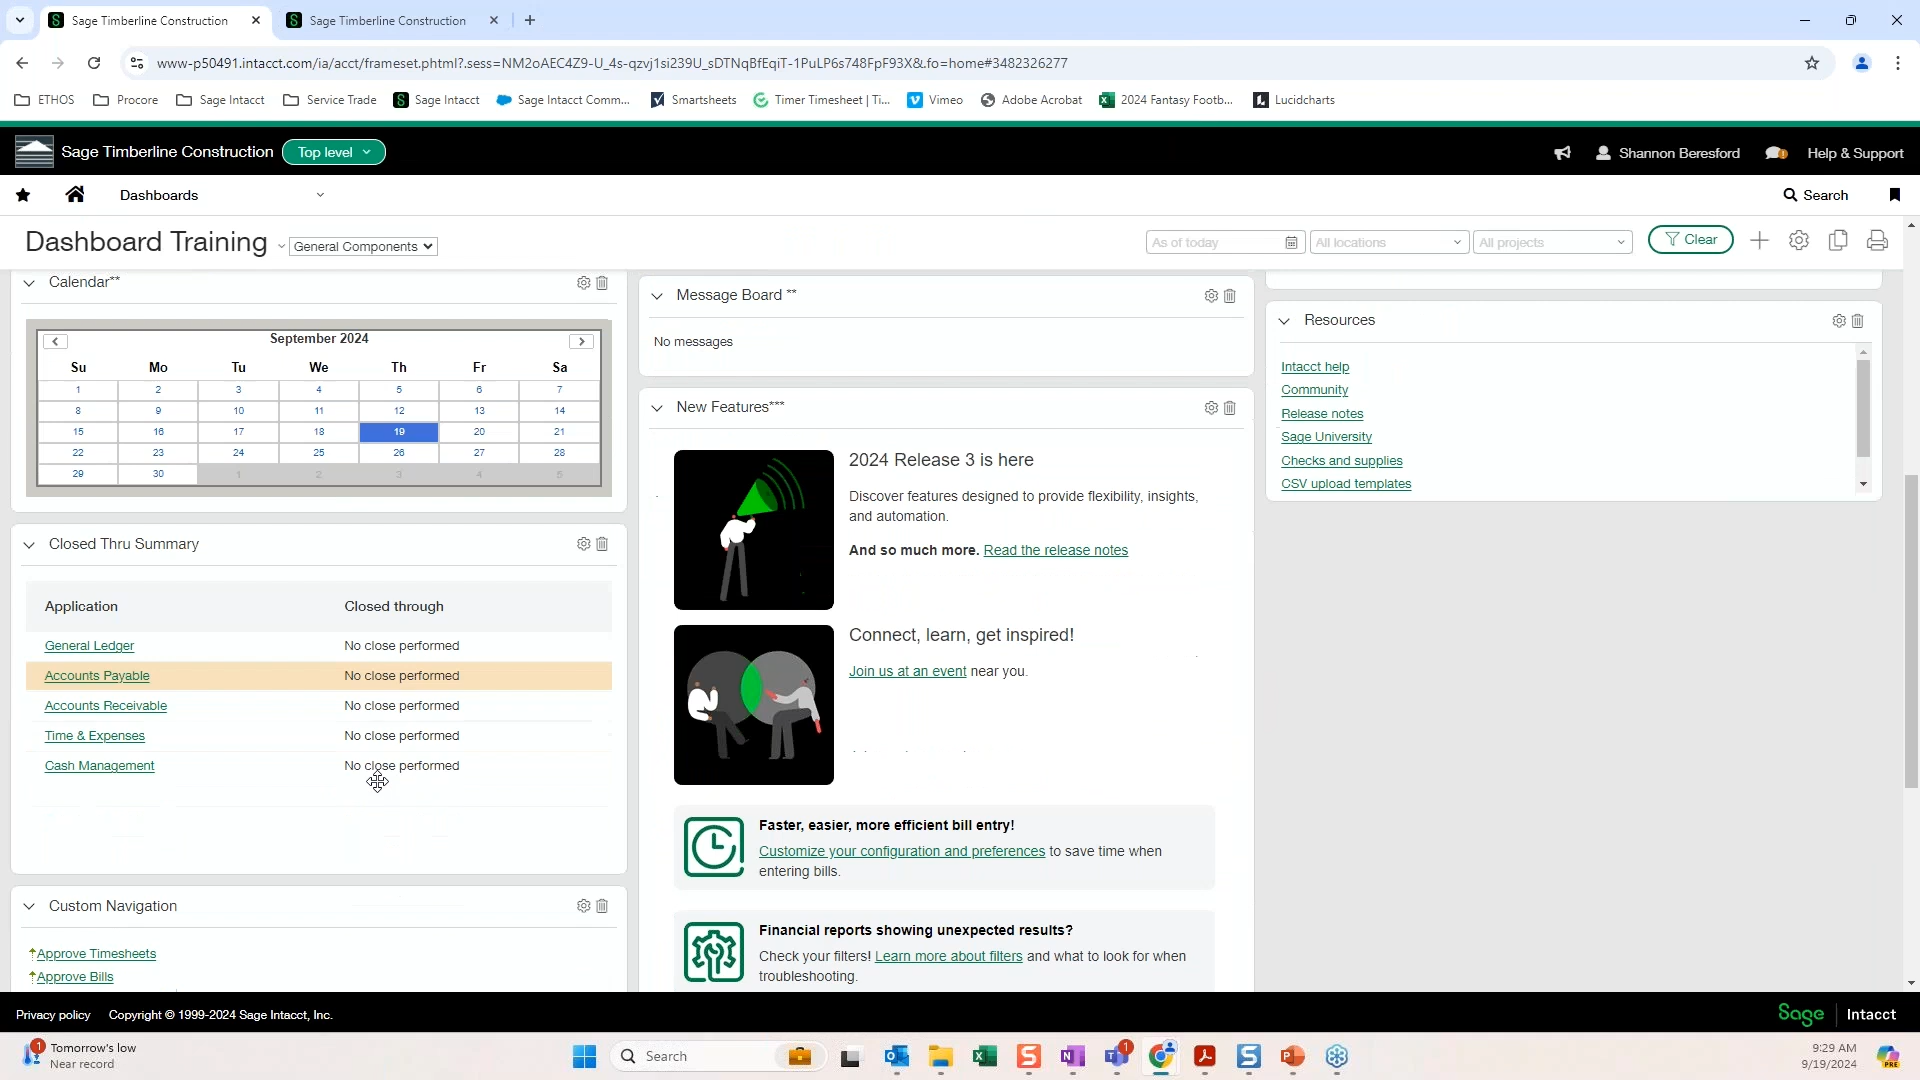 Sage Timberline Construction
Sage Timberline Construction
www-p50491.intacct.com/ia/acct/frameset.phtml?.sess=NM2oAEC4Z9-U_4s-qzvj1si239U_sDTNqBfEqiT-1PuLP6s748FpF93X&.fo=home#3482326277
ETHOS
Procore
Sage Intacct
Service Trade
Sage Intacct
Sage Intacct Comm...
Smartsheets
Timer Timesheet | Ti...
Vimeo
Adobe Acrobat
2024 Fantasy Footb...
Lucidcharts
Sage Timberline Construction
Top level
Shannon Beresford
Help & Support
Dashboards
Search
Dashboard Training
General Components
As of today
All locations
All projects
Clear
Calendar**
September 2024
Su Mo Tu We Th Fr Sa
1 2 3 4 5 6 7
8 9 10 11 12 13 14
15 16 17 18 19 20 21
22 23 24 25 26 27 28
29 30 1 2 3 4 5
Closed Thru Summary
Application Closed through
General Ledger No close performed
Accounts Payable No close performed
Accounts Receivable No close performed
Time & Expenses No close performed
Cash Management No close performed
Custom Navigation
Approve Timesheets
Approve Bills
Message Board **
No messages
New Features***
2024 Release 3 is here
Discover features designed to provide flexibility, insights,
and automation.
And so much more. Read the release notes
Connect, learn, get inspired!
Join us at an event near you.
Faster, easier, more efficient bill entry!
Customize your configuration and preferences to save time when
entering bills.
Financial reports showing unexpected results?
Check your filters! Learn more about filters and what to look for when
troubleshooting.
Resources
Intacct help
Community
Release notes
Sage University
Checks and supplies
CSV upload templates
Privacy policy
Copyright © 1999-2024 Sage Intacct, Inc.
Sage Intacct
1
Tomorrow's low
Near record
Search
1
9:29 AM
9/19/2024
PRE